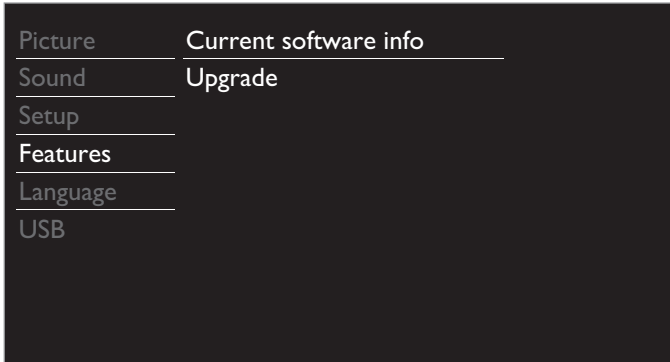 Picture
Current software info
Sound
Upgrade
Setup
Features
Language
USB